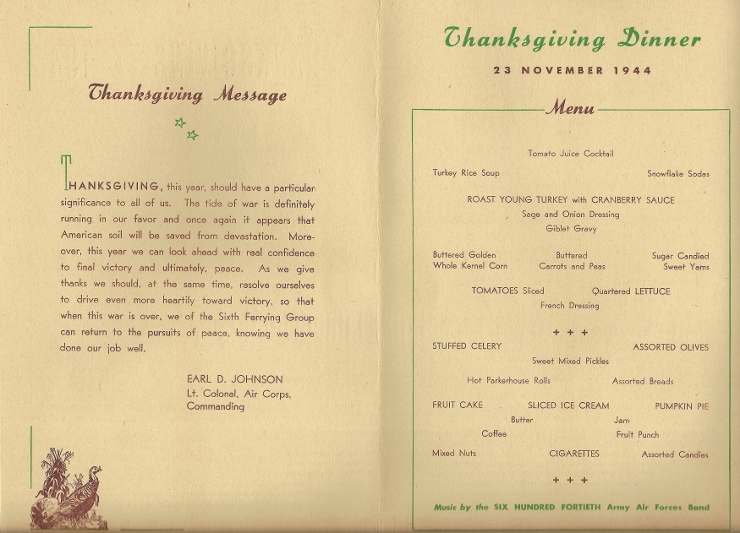 Thanksgiving Message
THANKSGIVING, this year, should have a particular
significance to all of us. The tide of war is definitely
running in our favor and once again it appears that
American soil will be saved from devastation. More-
over, this year we can look ahead with real confidence
to final victory and ultimately, peace. As we give
thanks we should, at the same time, resolve ourselves
to drive even more heartily toward victory, so that
when this war is over, we of the Sixth Ferrying Group
can return to the pursuits of peace, knowing we have
done our job well.
EARL D. JOHNSON
Lt. Colonel, Air Corps,
Commanding
Thanksgiving Dinner
23 NOVEMBER 1944
Menu
Tomato Juice Cocktail
Turkey Rice Soup Snowflake Sodas
ROAST YOUNG TURKEY with CRANBERRY SAUCE
Sage and Onion Dressing
Giblet Gravy
Buttered Golden Buttered Sugar Candied
Whole Kernel Corn Carrots and Peas Sweet Yams
TOMATOES Sliced Quartered LETTUCE
French Dressing
+ + +
STUFFED CELERY ASSORTED OLIVES
Sweet Mixed Pickles
Hot Parkerhouse Rolls Assorted Breads
FRUIT CAKE SLICED ICE CREAM PUMPKIN PIE
Butter Jam
Coffee Fruit Punch
Mixed Nuts CIGARETTES Assorted Candies
+ + +
Music by the SIX HUNDRED FORTIETH Army Air Forces Band